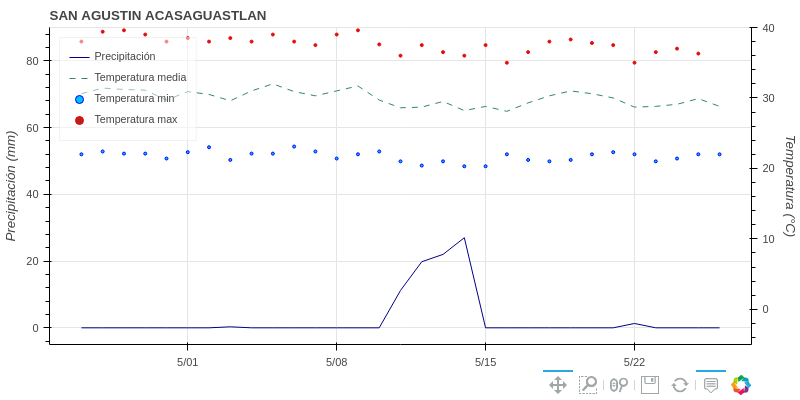 SAN AGUSTIN ACASAGUASTLAN
Precipitación
Temperatura media
Temperatura min
Temperatura max
Precipitación (mm)
80
60
40
20
0
Temperatura (°C)
40
30
20
10
0
5/01
5/08
5/15
5/22